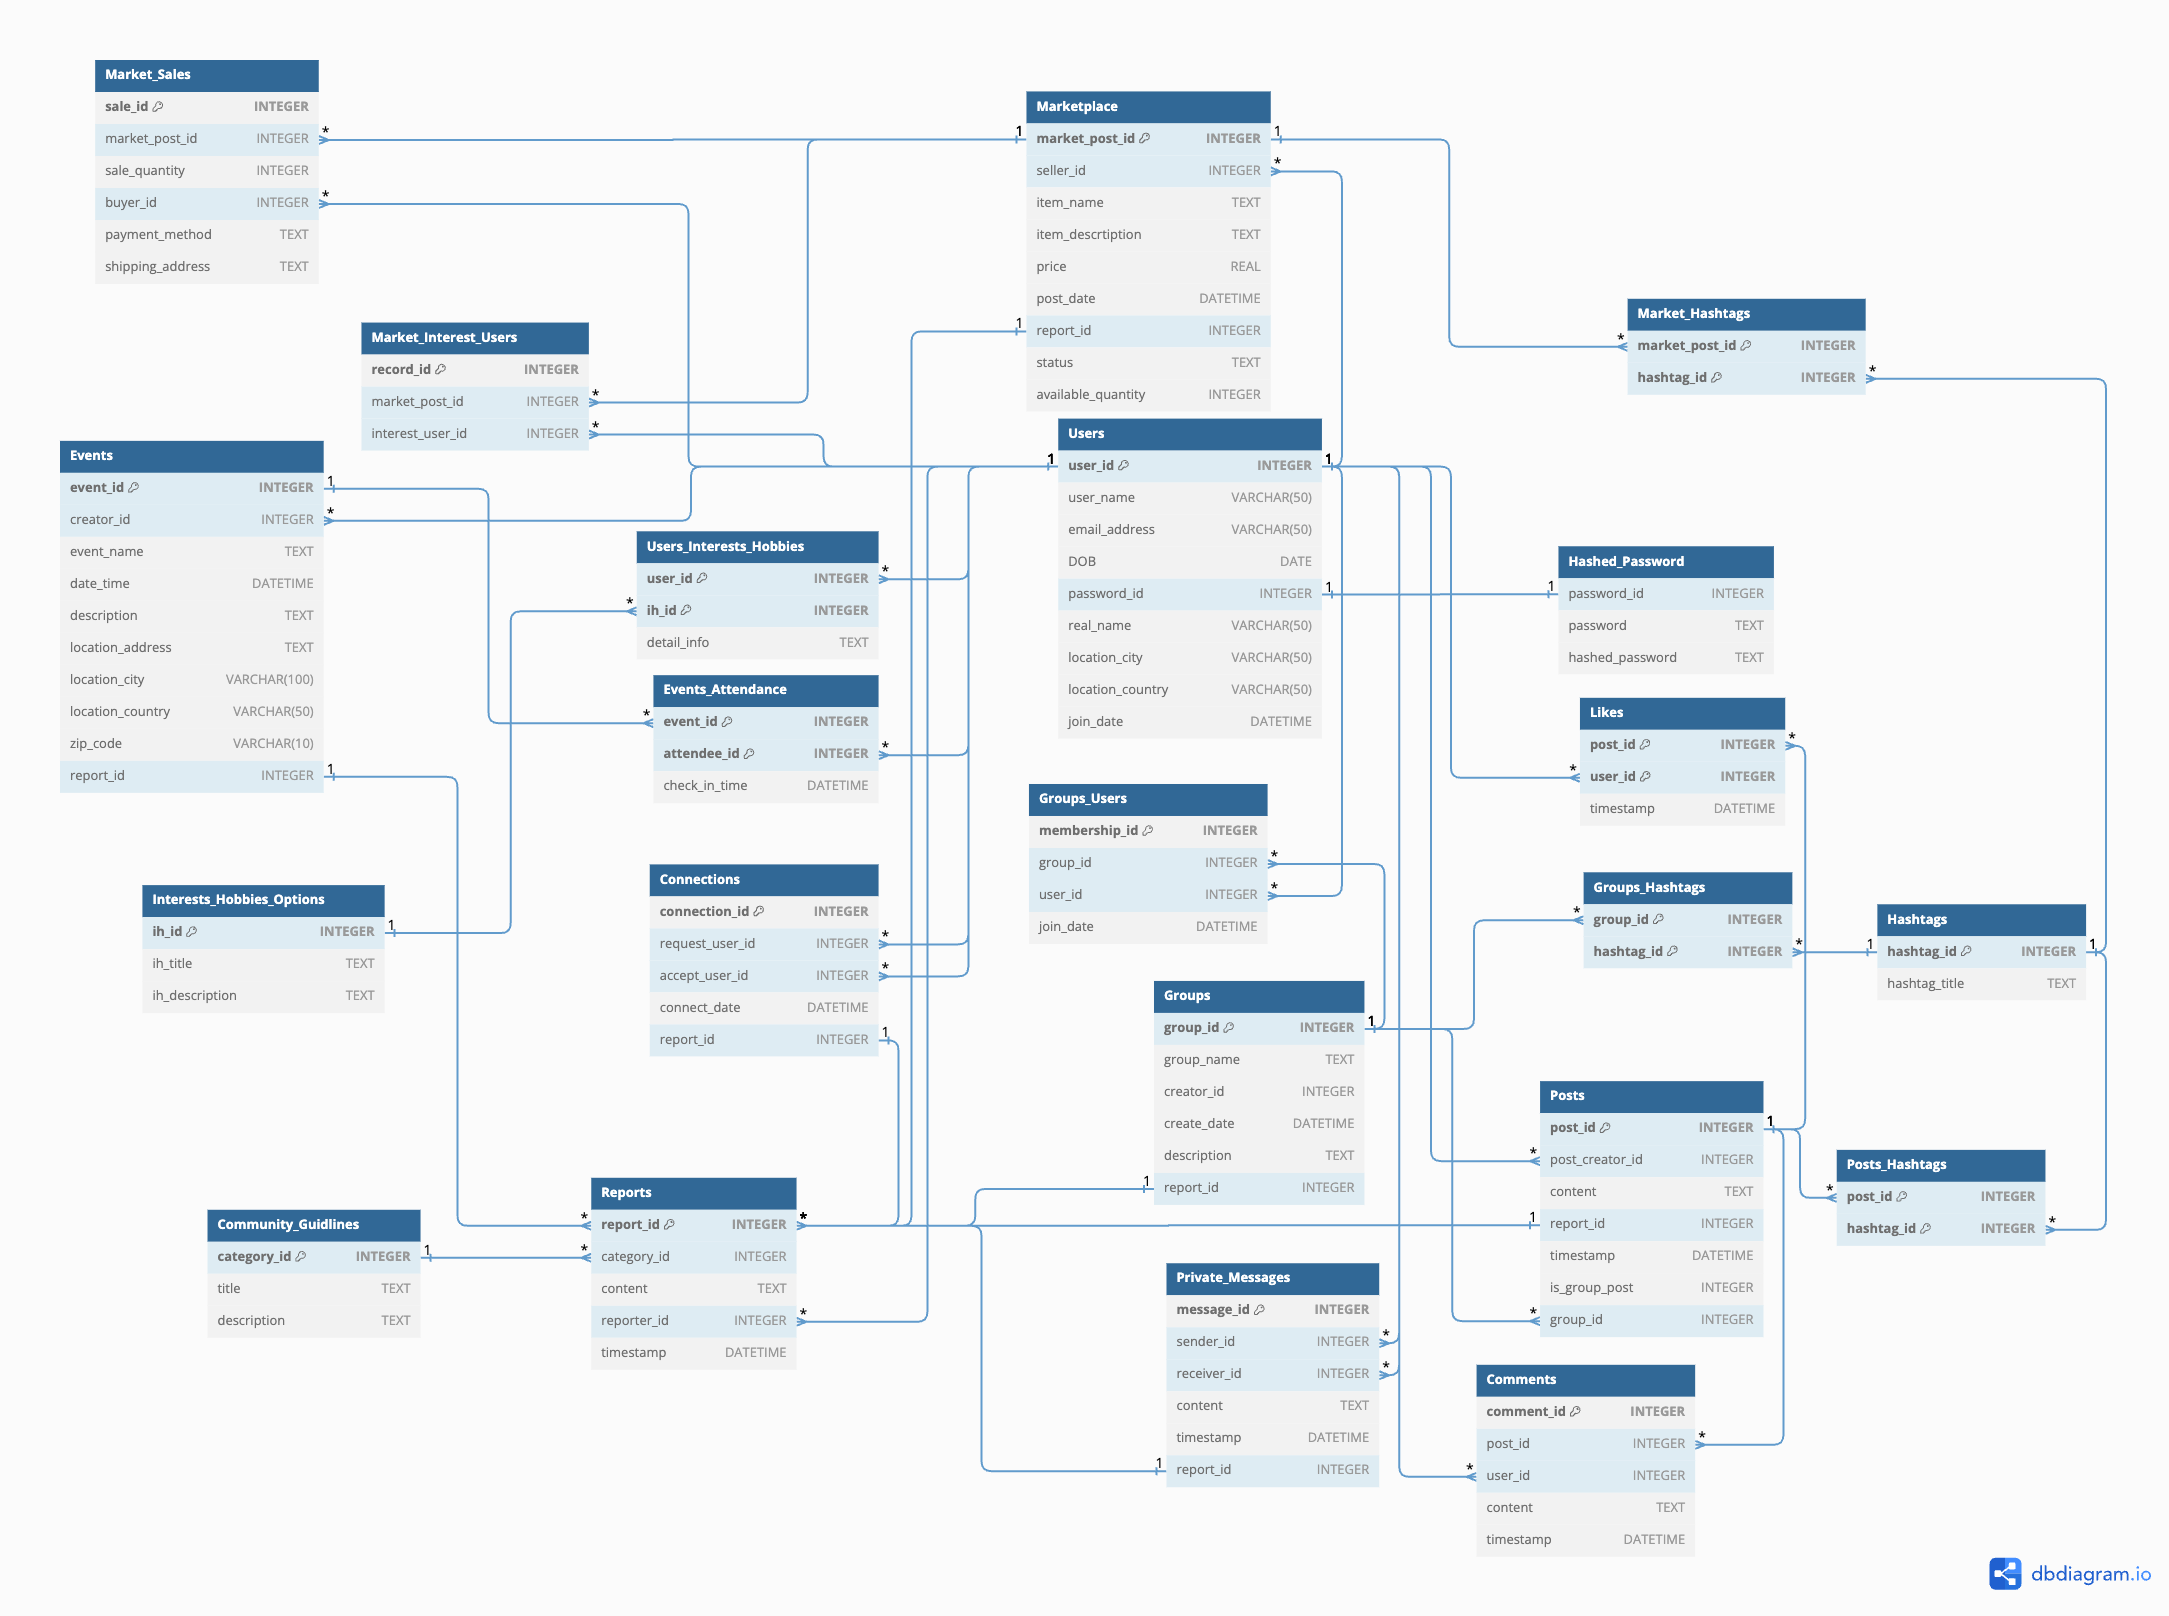 Market_Sales
sale_id INTEGER
market_post_id INTEGER
sale_quantity INTEGER
buyer_id INTEGER
payment_method TEXT
shipping_address TEXT
Marketplace
market_post_id INTEGER
seller_id INTEGER
item_name TEXT
item_descrtiption TEXT
price REAL
post_date DATETIME
report_id INTEGER
status TEXT
available_quantity INTEGER
Market_Hashtags
market_post_id INTEGER
hashtag_id INTEGER
Market_Interest_Users
record_id INTEGER
market_post_id INTEGER
interest_user_id INTEGER
Users
user_id INTEGER
user_name VARCHAR(50)
email_address VARCHAR(50)
DOB DATE
password_id INTEGER
real_name VARCHAR(50)
location_city VARCHAR(50)
location_country VARCHAR(50)
join_date DATETIME
Events
event_id INTEGER
creator_id INTEGER
event_name TEXT
date_time DATETIME
description TEXT
location_address TEXT
location_city VARCHAR(100)
location_country VARCHAR(50)
zip_code VARCHAR(10)
report_id INTEGER
Users_Interests_Hobbies
user_id INTEGER
ih_id INTEGER
detail_info TEXT
Hashed_Password
password_id INTEGER
password TEXT
hashed_password TEXT
Events_Attendance
event_id INTEGER
attendee_id INTEGER
check_in_time DATETIME
Likes
post_id INTEGER
user_id INTEGER
timestamp DATETIME
Groups_Users
membership_id INTEGER
group_id INTEGER
user_id INTEGER
join_date DATETIME
Connections
connection_id INTEGER
request_user_id INTEGER
accept_user_id INTEGER
connect_date DATETIME
report_id INTEGER
Groups_Hashtags
group_id INTEGER
hashtag_id INTEGER
Interests_Hobbies_Options
ih_id INTEGER
ih_title TEXT
ih_description TEXT
Hashtags
hashtag_id INTEGER
hashtag_title TEXT
Groups
group_id INTEGER
group_name TEXT
creator_id INTEGER
create_date DATETIME
description TEXT
report_id INTEGER
Posts
post_id INTEGER
post_creator_id INTEGER
content TEXT
report_id INTEGER
timestamp DATETIME
is_group_post INTEGER
group_id INTEGER
Posts_Hashtags
post_id INTEGER
hashtag_id INTEGER
Reports
report_id INTEGER
category_id INTEGER
content TEXT
reporter_id INTEGER
timestamp DATETIME
Community_Guidlines
category_id INTEGER
title TEXT
description TEXT
Private_Messages
message_id INTEGER
sender_id INTEGER
receiver_id INTEGER
content TEXT
timestamp DATETIME
report_id INTEGER
Comments
comment_id INTEGER
post_id INTEGER
user_id INTEGER
content TEXT
timestamp DATETIME
dbdiagram.io